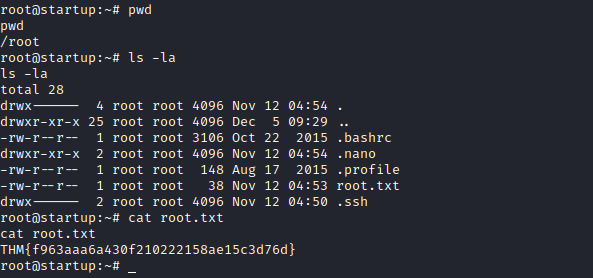 root@startup:~# pwd
pwd
/root
root@startup:~# ls -la
ls -la
total 28
drwx------  4 root root 4096 Nov 12 04:54 .
drwxr-xr-x 25 root root 4096 Dec  5 09:29 ..
-rw-r--r--  1 root root 3106 Oct 22  2015 .bashrc
drwxr-xr-x  2 root root 4096 Nov 12 04:54 .nano
-rw-r--r--  1 root root  148 Aug 17  2015 .profile
-rw-r--r--  1 root root   38 Nov 12 04:53 root.txt
drwx------  2 root root 4096 Nov 12 04:50 .ssh
root@startup:~# cat root.txt
cat root.txt
THM{f963aaa6a430f210222158ae15c3d76d}
root@startup:~# _